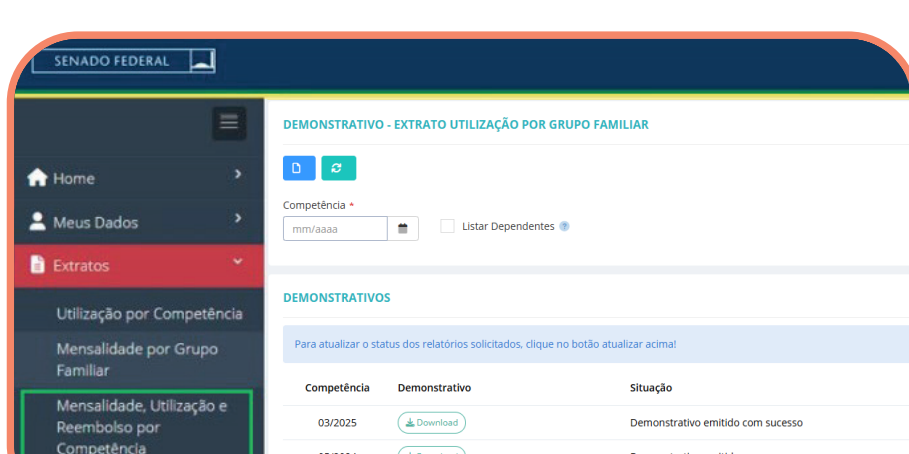 SENADO FEDERAL
Home
Meus Dados
Extratos
Utilização por Competência
Mensalidade por Grupo
Familiar
Mensalidade, Utilização e
Reembolso por
Competência
DEMONSTRATIVO - EXTRATO UTILIZAÇÃO POR GRUPO FAMILIAR
Competência *
mm/aaaa
Listar Dependentes ?
DEMONSTRATIVOS
Para atualizar o status dos relatórios solicitados, clique no botão atualizar acima!
Competência Demonstrativo Situação
03/2025 Download Demonstrativo emitido com sucesso